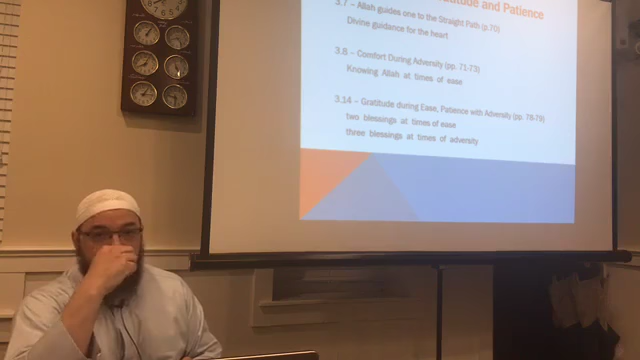 Gratitude and Patience
3.7 – Allah guides one to the Straight Path (p.70)
Divine guidance for the heart
3.8 – Comfort During Adversity (pp. 71-73)
Knowing Allah at times of ease
3.14 – Gratitude during Ease, Patience with Adversity (pp. 78-79)
two blessings at times of ease
three blessings at times of adversity